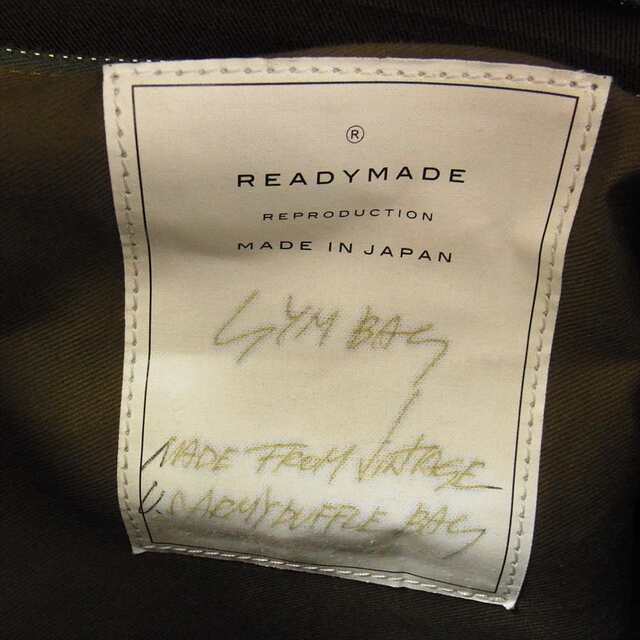 ®
READYMADE
REPRODUCTION
MADE IN JAPAN
GYM BAG
MADE FROM VINTAGE
U.S ARMY DUFFLE BAG